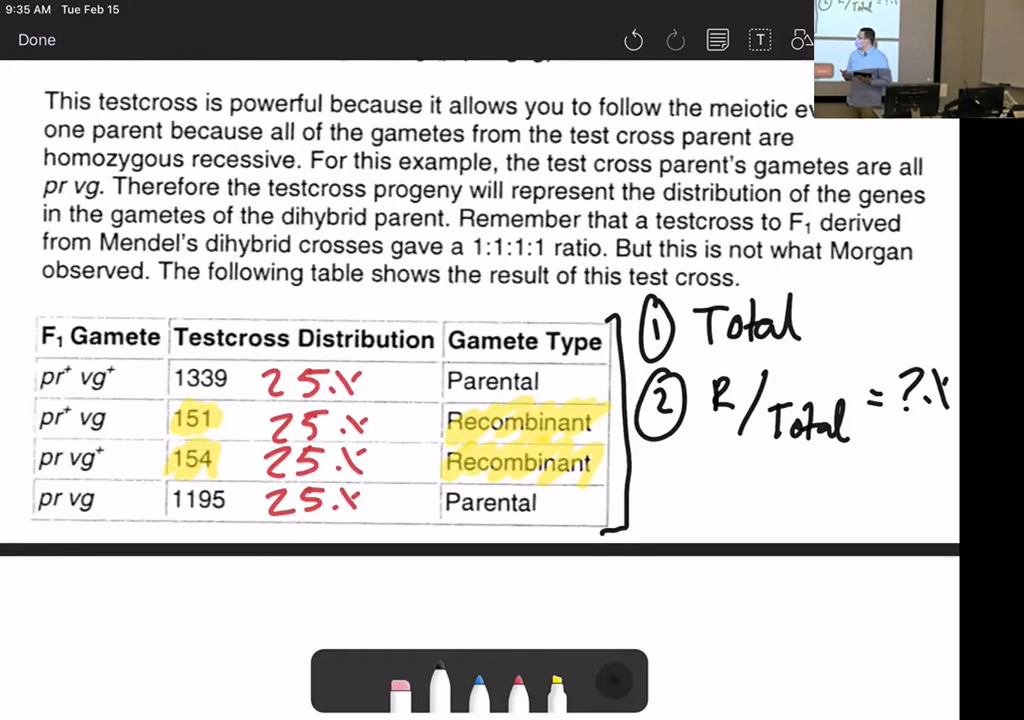 9:35 AM Tue Feb 15
Done
T
② R/Total = ?%
This testcross is powerful because it allows you to follow the meiotic
one parent because all of the gametes from the test cross parent are
homozygous recessive. For this example, the test cross parent's gametes are all
pr vg. Therefore the testcross progeny will represent the distribution of the genes
in the gametes of the dihybrid parent. Remember that a testcross to F₁ derived
from Mendel's dihybrid crosses gave a 1:1:1:1 ratio. But this is not what Morgan
observed. The following table shows the result of this test cross.
① Total
② R/Total = ?%
F₁ Gamete Testcross Distribution Gamete Type
pr⁺ vg⁺ 1339 25% Parental
pr⁺ vg 151 25% Recombinant
pr vg⁺ 154 25% Recombinant
pr vg 1195 25% Parental